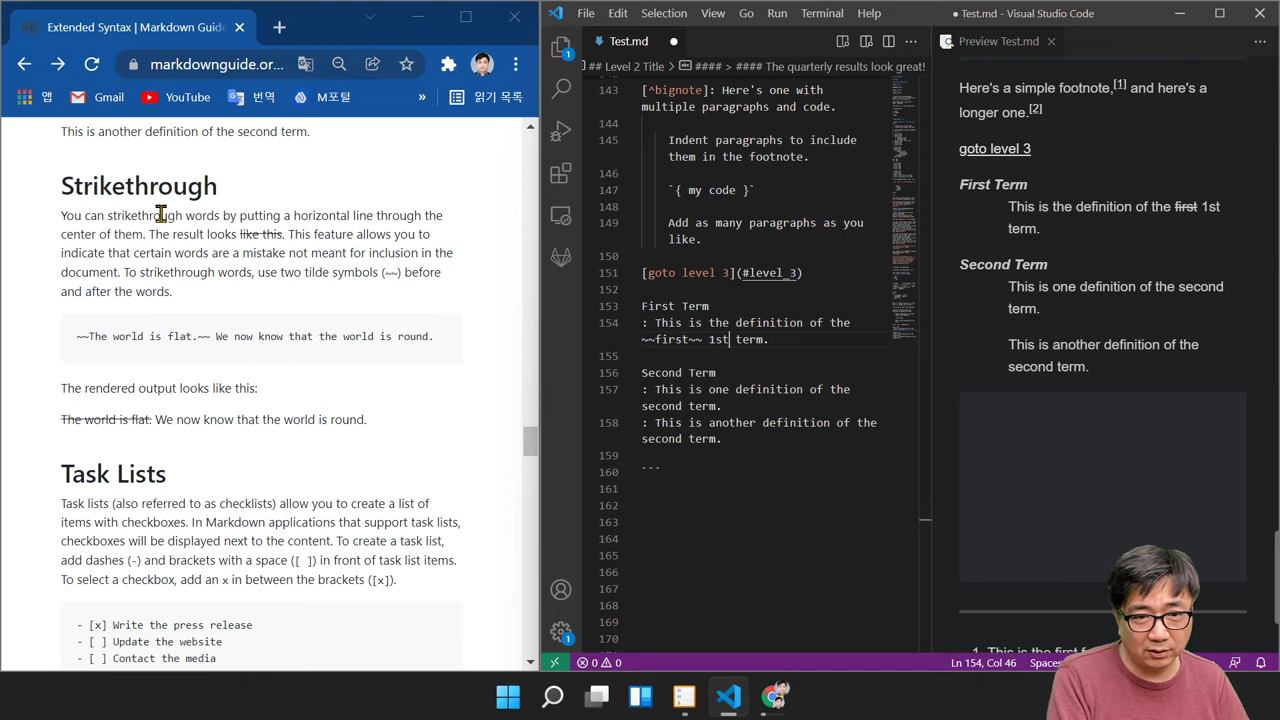 Extended Syntax | Markdown Guid
markdownguide.or...
앱
Gmail
YouTube
번역
M포털
»
읽기 목록
This is another definition of the second term.
Strikethrough
You can strikethrough words by putting a horizontal line through the
center of them. The result looks like this. This feature allows you to
indicate that certain words are a mistake not meant for inclusion in the
document. To strikethrough words, use two tilde symbols (~~) before
and after the words.
~~The world is flat.~~ We now know that the world is round.
The rendered output looks like this:
The world is flat. We now know that the world is round.
Task Lists
Task lists (also referred to as checklists) allow you to create a list of
items with checkboxes. In Markdown applications that support task lists,
checkboxes will be displayed next to the content. To create a task list,
add dashes (-) and brackets with a space ([ ]) in front of task list items.
To select a checkbox, add an x in between the brackets ([x]).
- [x] Write the press release
- [ ] Update the website
- [ ] Contact the media
File Edit Selection View Go Run Terminal Help
● Test.md - Visual Studio Code
Test.md
## Level 2 Title > #### > #### The quarterly results look great!
143 [^bignote]: Here's one with
multiple paragraphs and code.
144
145 Indent paragraphs to include
them in the footnote.
146
147 `{ my code }`
148
149 Add as many paragraphs as you
like.
150
151 [goto level 3](#level_3)
152
153 First Term
154 : This is the definition of the
~~first~~ 1st term.
155
156 Second Term
157 : This is one definition of the
second term.
158 : This is another definition of the
second term.
159
160 ```
161
162
163
164
165
166
167
168
169
170
1
1
Preview Test.md
Here's a simple footnote,[1] and here's a
longer one.[2]
goto level 3
First Term
This is the definition of the first 1st
term.
Second Term
This is one definition of the second
term.
This is another definition of the
second term.
0 0
Ln 154, Col 46